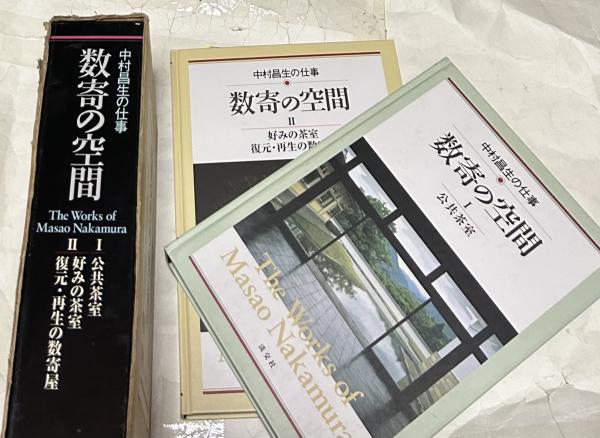 中村昌生の仕事
数寄の空間
The Works of
Masao Nakamura
I 公共茶室
II 好みの茶室
復元・再生の数寄屋
中村昌生の仕事
数寄の空間
II
好みの茶室
復元・再生の数
中村昌生の仕事
数寄の空間
I
公共茶室
The Works of
Masao Nakamura
淡交社